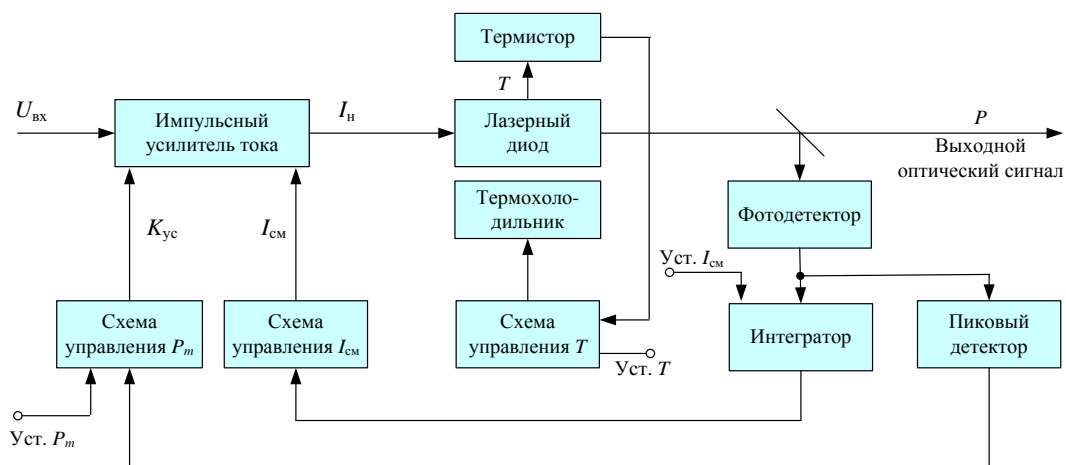 Термистор
T
U_вх
Импульсный
усилитель тока
I_н
Лазерный
диод
P
Выходной
оптический сигнал
Термохоло-
дильник
Фотодетектор
K_ус
I_см
Уст. I_см
Схема
управления P_m
Схема
управления I_см
Схема
управления T
Интегратор
Пиковый
детектор
Уст. T
Уст. P_m